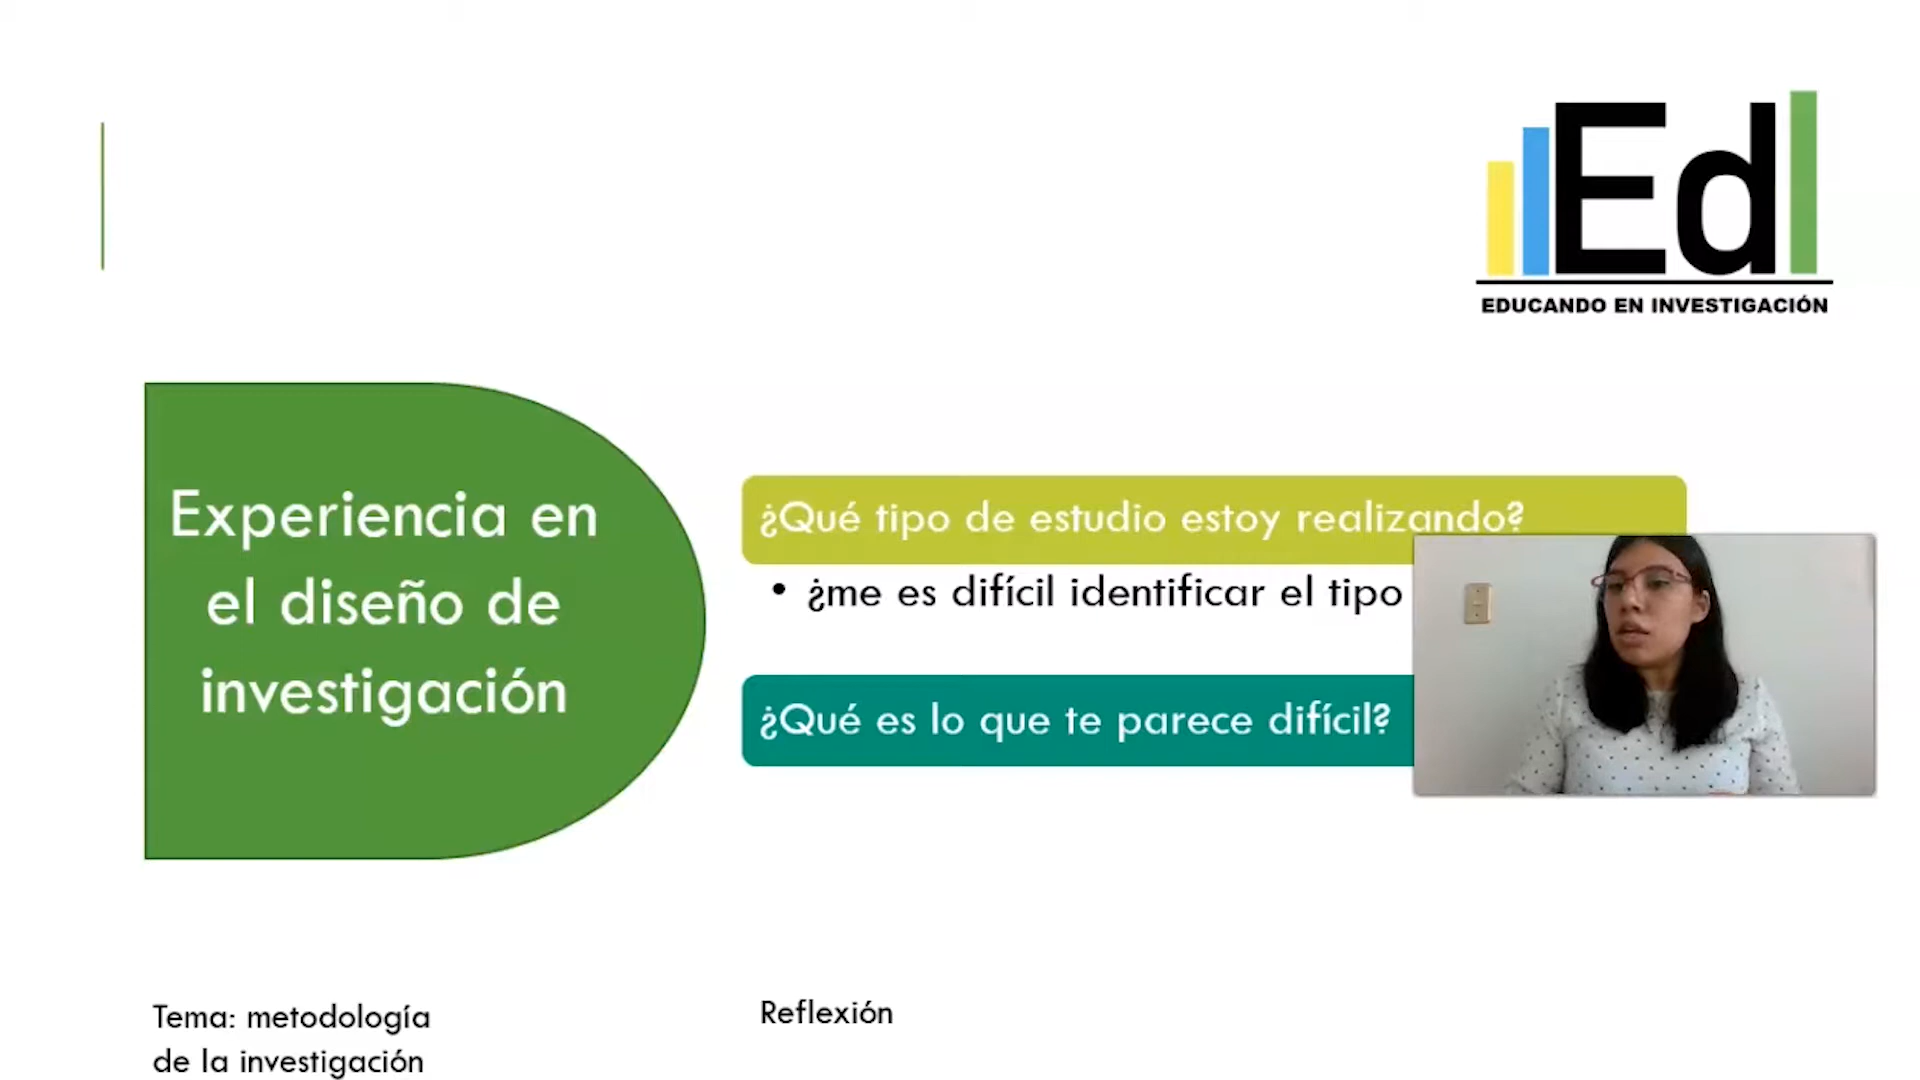 Ed
EDUCANDO EN INVESTIGACIÓN
Experiencia en
el diseño de
investigación
¿Qué tipo de estudio estoy realizando?
• ¿me es difícil identificar el tipo
¿Qué es lo que te parece difícil?
Tema: metodología
de la investigación
Reflexión